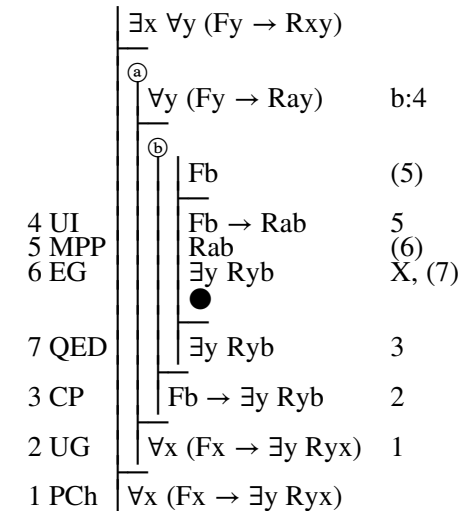 ∃x ∀y (Fy → Rxy)
ⓐ
∀y (Fy → Ray) b:4
ⓑ
Fb (5)
4 UI Fb → Rab 5
5 MPP Rab (6)
6 EG ∃y Ryb X, (7)
●
7 QED ∃y Ryb 3
3 CP Fb → ∃y Ryb 2
2 UG ∀x (Fx → ∃y Ryx) 1
1 PCh ∀x (Fx → ∃y Ryx)